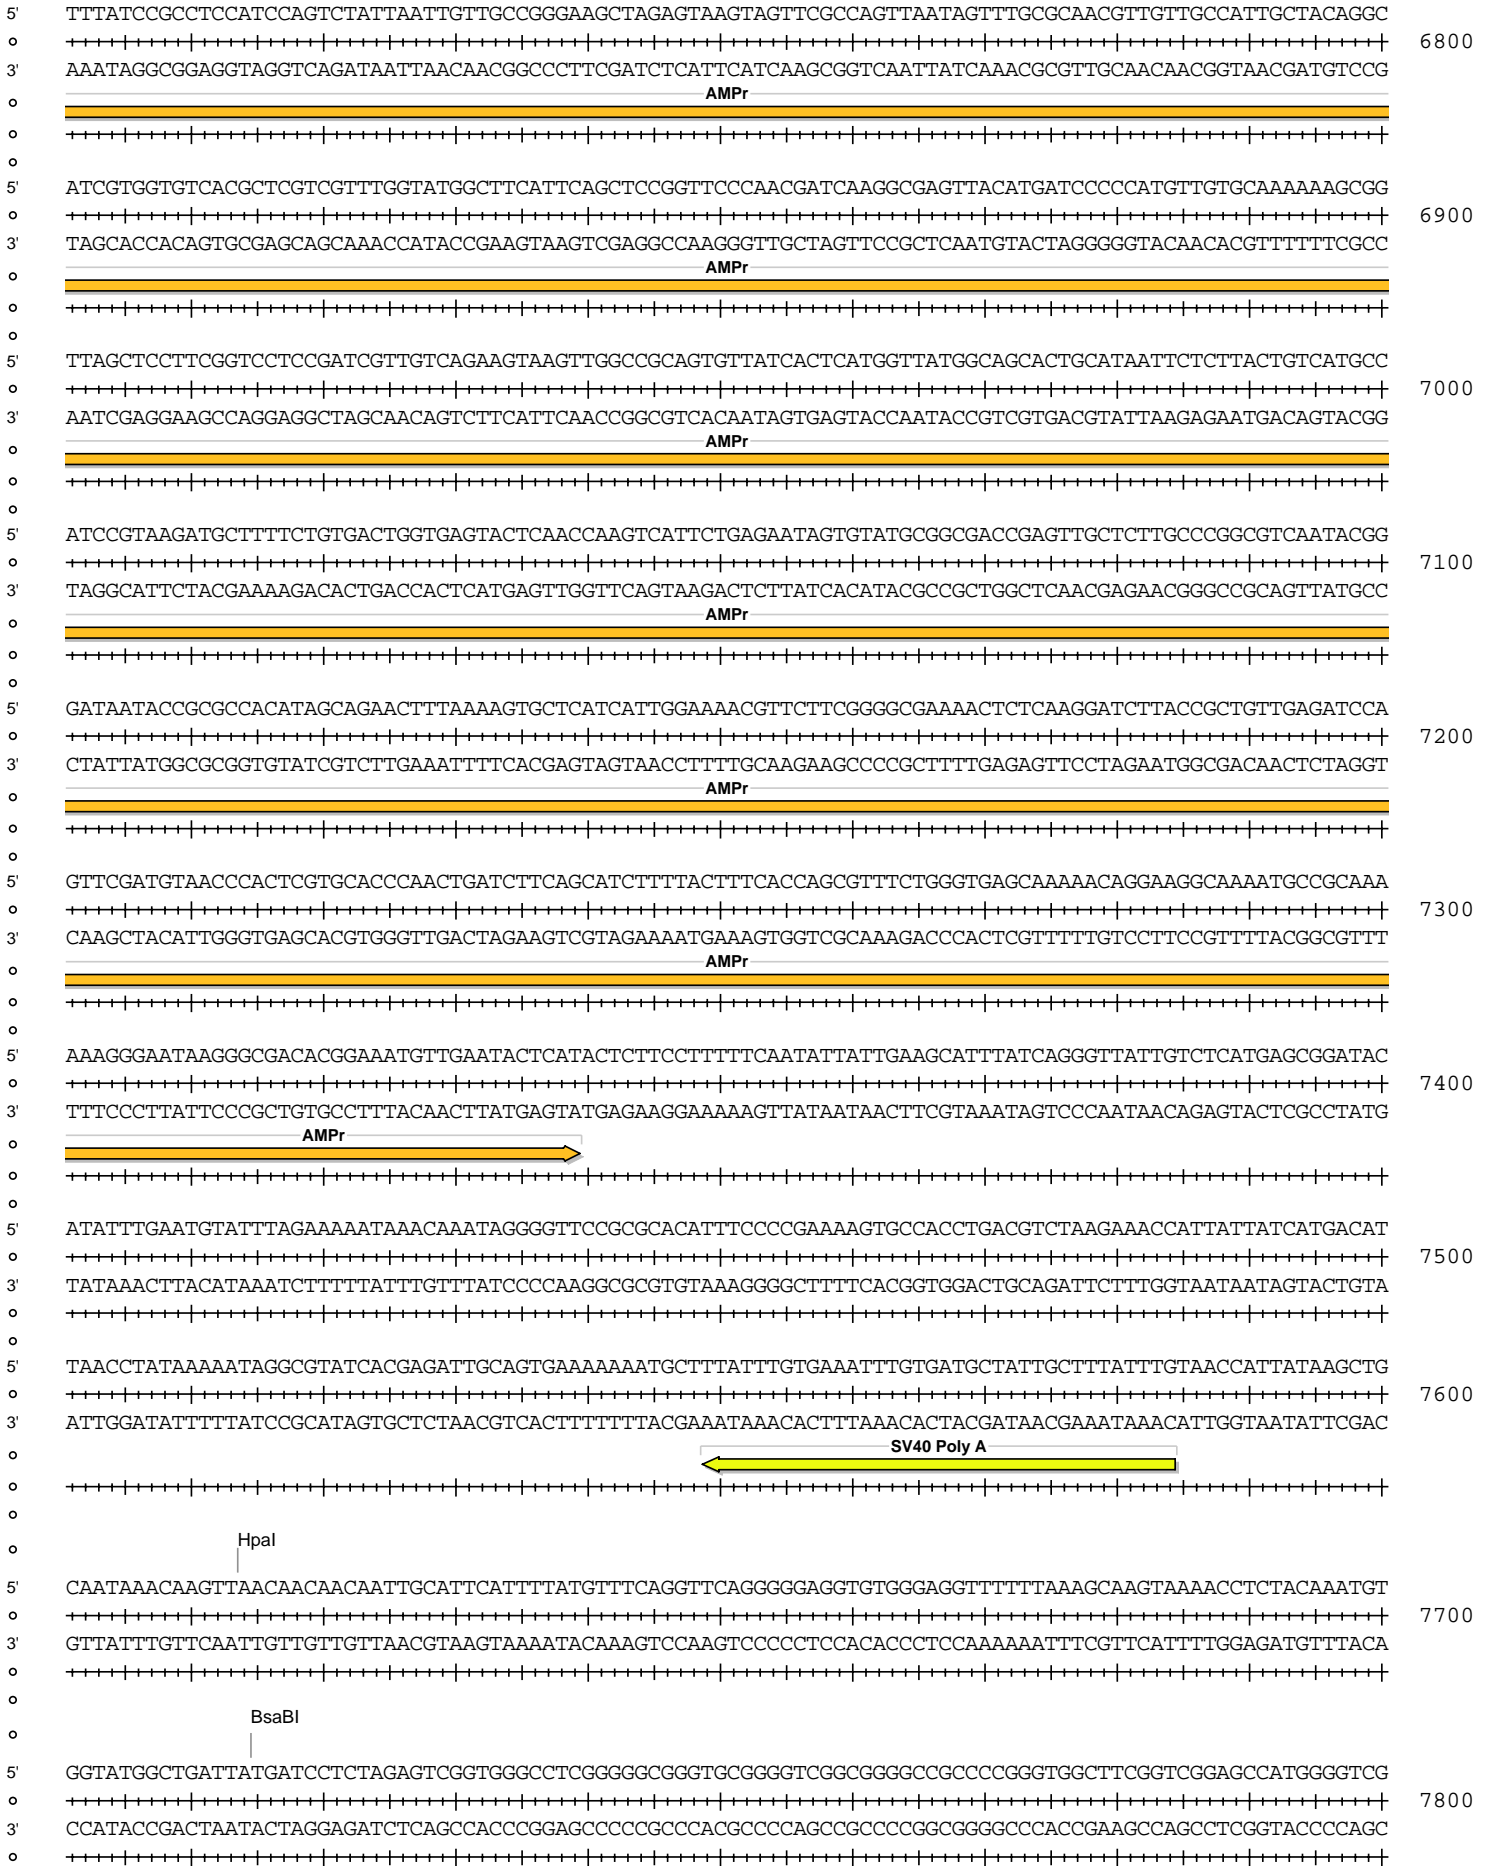 TTTATCCGCCTCCATCCAGTCTATTAATTGTTGCCGGGAAGCTAGAGTAAGTAGTTCGCCAGTTAATAGTTTGCGCAACGTTGTTGCCATTGCTACAGGC
6800
3' AAATAGGCGGAGGTAGGTCAGATAATTAACAACGGCCCTTCGATCTCATTCATCAAGCGGTCAATTATCAAACGCGTTGCAACAACGGTAACGATGTCCG
AMPr
5' ATCGTGGTGTCACGCTCGTCGTTTGGTATGGCTTCATTCAGCTCCGGTTCCCAACGATCAAGGCGAGTTACATGATCCCCCATGTTGTGCAAAAAAGCGG
6900
3' TAGCACCACAGTGCGAGCAGCAAACCATACCGAAGTAAGTCGAGGCCAAGGGTTGCTAGTTCCGCTCAATGTACTAGGGGGTACAACACGTTTTTTCGCC
AMPr
5' TTAGCTCCTTCGGTCCTCCGATCGTTGTCAGAAGTAAGTTGGCCGCAGTGTTATCACTCATGGTTATGGCAGCACTGCATAATTCTCTTACTGTCATGCC
7000
3' AATCGAGGAAGCCAGGAGGCTAGCAACAGTCTTCATTCAACCGGCGTCACAATAGTGAGTACCAATACCGTCGTGACGTATTAAGAGAATGACAGTACGG
AMPr
5' ATCCGTAAGATGCTTTTCTGTGACTGGTGAGTACTCAACCAAGTCATTCTGAGAATAGTGTATGCGGCGACCGAGTTGCTCTTGCCCGGCGTCAATACGG
7100
3' TAGGCATTCTACGAAAAGACACTGACCACTCATGAGTTGGTTCAGTAAGACTCTTATCACATACGCCGCTGGCTCAACGAGAACGGGCCGCAGTTATGCC
AMPr
5' GATAATACCGCGCCACATAGCAGAACTTTAAAAGTGCTCATCATTGGAAAACGTTCTTCGGGGCGAAAACTCTCAAGGATCTTACCGCTGTTGAGATCCA
7200
3' CTATTATGGCGCGGTGTATCGTCTTGAAATTTTCACGAGTAGTAACCTTTTGCAAGAAGCCCCGCTTTTGAGAGTTCCTAGAATGGCGACAACTCTAGGT
AMPr
5' GTTCGATGTAACCCACTCGTGCACCCAACTGATCTTCAGCATCTTTTACTTTCACCAGCGTTTCTGGGTGAGCAAAAACAGGAAGGCAAAATGCCGCAAA
7300
3' CAAGCTACATTGGGTGAGCACGTGGGTTGACTAGAAGTCGTAGAAAATGAAAGTGGTCGCAAAGACCCACTCGTTTTTGTCCTTCCGTTTTACGGCGTTT
AMPr
5' AAAGGGAATAAGGGCGACACGGAAATGTTGAATACTCATACTCTTCCTTTTTCAATATTATTGAAGCATTTATCAGGGTTATTGTCTCATGAGCGGATAC
7400
3' TTTCCCTTATTCCCGCTGTGCCTTTACAACTTATGAGTATGAGAAGGAAAAAGTTATAATAACTTCGTAAATAGTCCCAATAACAGAGTACTCGCCTATG
AMPr
5' ATATTTGAATGTATTTAGAAAAATAAACAAATAGGGGTTCCGCGCACATTTCCCCGAAAAGTGCCACCTGACGTCTAAGAAACCATTATTATCATGACAT
7500
3' TATAAACTTACATAAATCTTTTTATTTGTTTATCCCCAAGGCGCGTGTAAAGGGGCTTTTCACGGTGGACTGCAGATTCTTTGGTAATAATAGTACTGTA
5' TAACCTATAAAAATAGGCGTATCACGAGATTGCAGTGAAAAAAATGCTTTATTTGTGAAATTTGTGATGCTATTGCTTTATTTGTAACCATTATAAGCTG
7600
3' ATTGGATATTTTTATCCGCATAGTGCTCTAACGTCACTTTTTTTACGAAATAAACACTTTAAACACTACGATAACGAAATAAACATTGGTAATATTCGAC
SV40 Poly A
HpaI
5' CAATAAACAAGTTAACAACAACAATTGCATTCATTTTATGTTTCAGGTTCAGGGGGAGGTGTGGGAGGTTTTTTAAAGCAAGTAAAACCTCTACAAATGT
7700
3' GTTATTTGTTCAATTGTTGTTGTTAACGTAAGTAAAATACAAAGTCCAAGTCCCCCTCCACACCCTCCAAAAAATTTCGTTCATTTTGGAGATGTTTACA
BsaBI
5' GGTATGGCTGATTATGATCCTCTAGAGTCGGTGGGCCTCGGGGGCGGGTGCGGGGTCGGCGGGGCCGCCCCGGGTGGCTTCGGTCGGAGCCATGGGGTCG
7800
3' CCATACCGACTAATACTAGGAGATCTCAGCCACCCGGAGCCCCCGCCCACGCCCCAGCCGCCCCGGCGGGGCCCACCGAAGCCAGCCTCGGTACCCCAGC